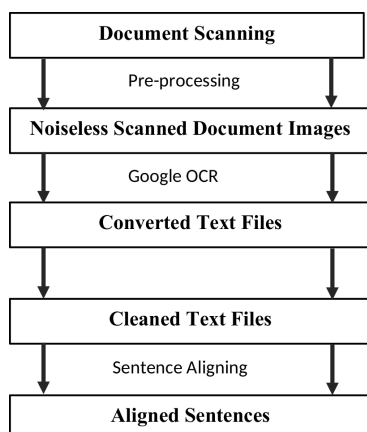 Document Scanning
Pre-processing
Noiseless Scanned Document Images
Google OCR
Converted Text Files
Cleaned Text Files
Sentence Aligning
Aligned Sentences